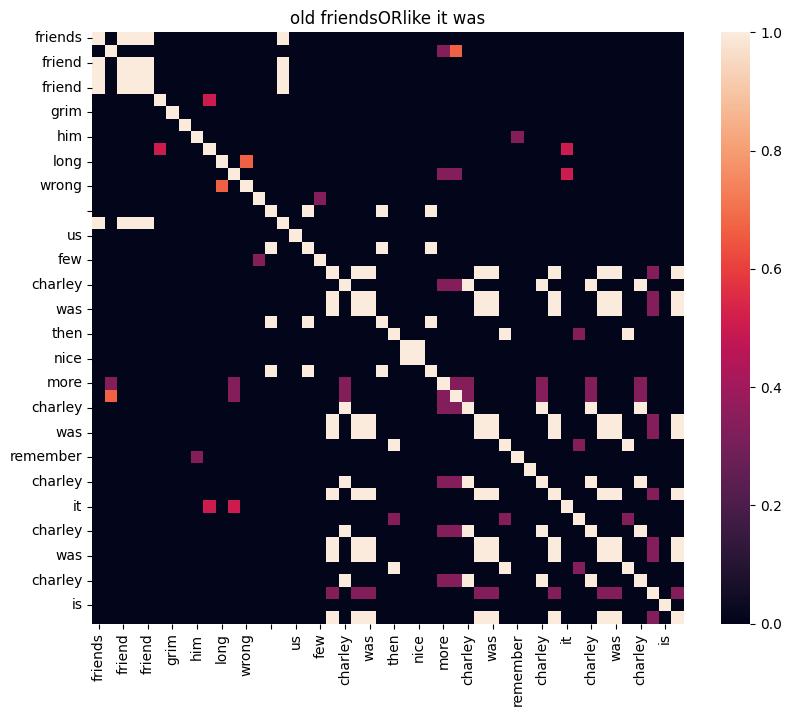 old friendsORlike it was
friends
friend
friend
grim
him
long
wrong
us
few
charley
was
then
nice
more
charley
was
remember
charley
it
charley
was
charley
is
1.0
0.8
0.6
0.4
0.2
0.0
friends
friend
friend
grim
him
long
wrong
us
few
charley
was
then
nice
more
charley
was
remember
charley
it
charley
was
charley
is